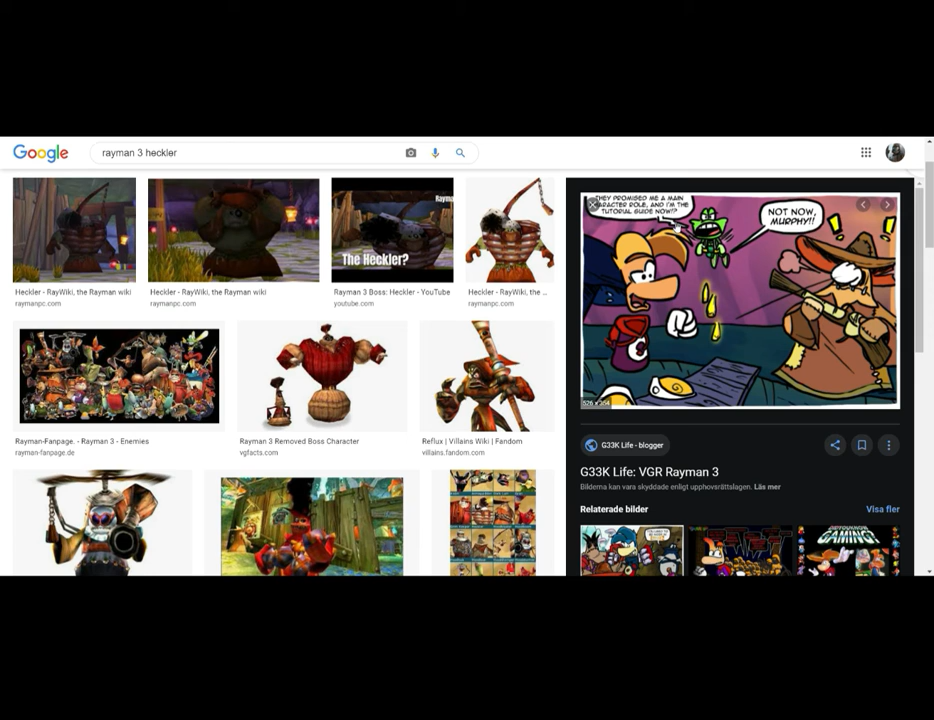 Google
rayman 3 heckler
The Heckler?
Heckler - RayWiki, the Rayman wiki
raymanpc.com
Heckler - RayWiki, the Rayman wiki
raymanpc.com
Rayman 3 Boss: Heckler - YouTube
youtube.com
Heckler - RayWiki, the ...
raymanpc.com
Rayman-Fanpage. - Rayman 3 - Enemies
rayman-fanpage.de
Rayman 3 Removed Boss Character
vgfacts.com
Reflux | Villains Wiki | Fandom
villains.fandom.com
HEY PROMISED ME A MAIN
ARACTER ROLE, AND I'M THE
TUTORIAL GUIDE NOW!?
NOT NOW,
MURPHY!!
G33K Life - blogger
G33K Life: VGR Rayman 3
Bilderna kan vara skyddade enligt upphovsrättslagen. Läs mer
Relaterade bilder
Visa fler
GAMING!